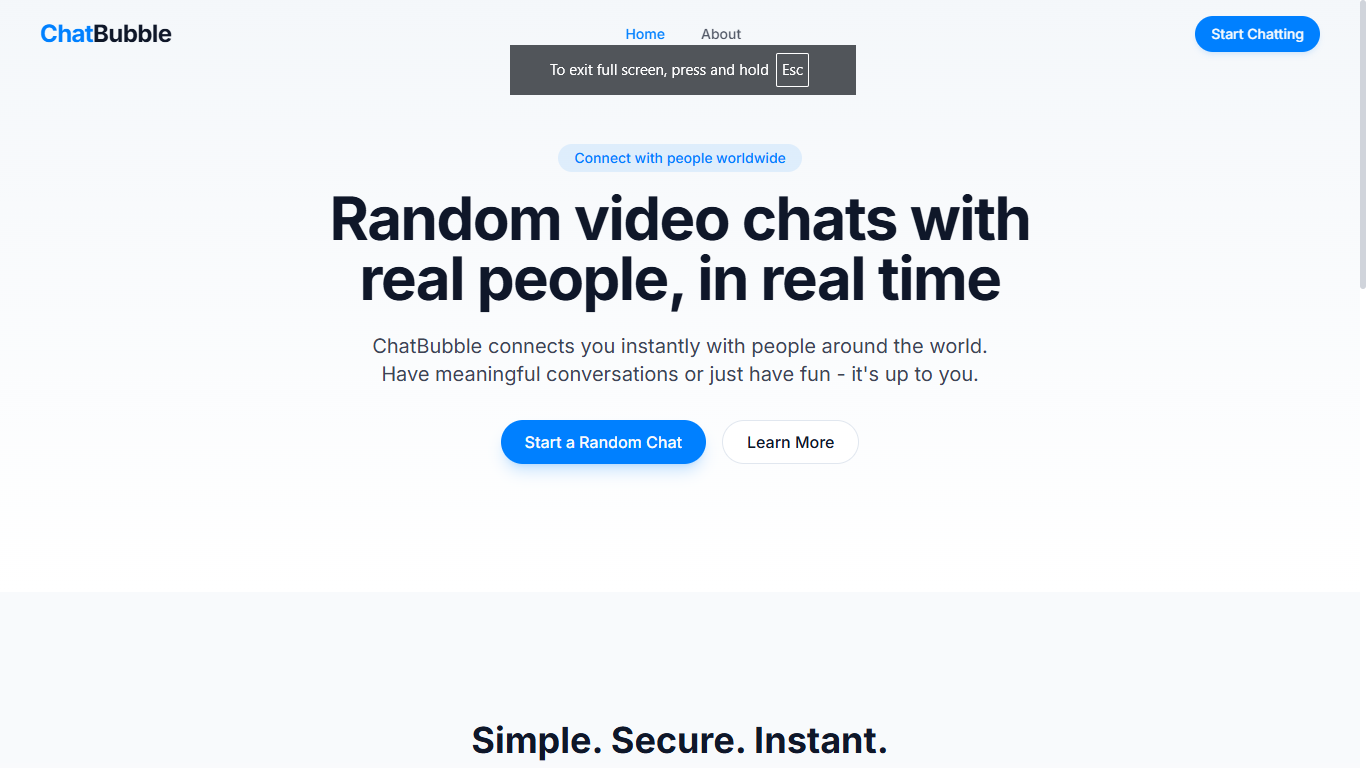 ChatBubble
Home
About
Start Chatting
To exit full screen, press and hold Esc
Connect with people worldwide
Random video chats with
real people, in real time
ChatBubble connects you instantly with people around the world.
Have meaningful conversations or just have fun - it's up to you.
Start a Random Chat
Learn More
Simple. Secure. Instant.